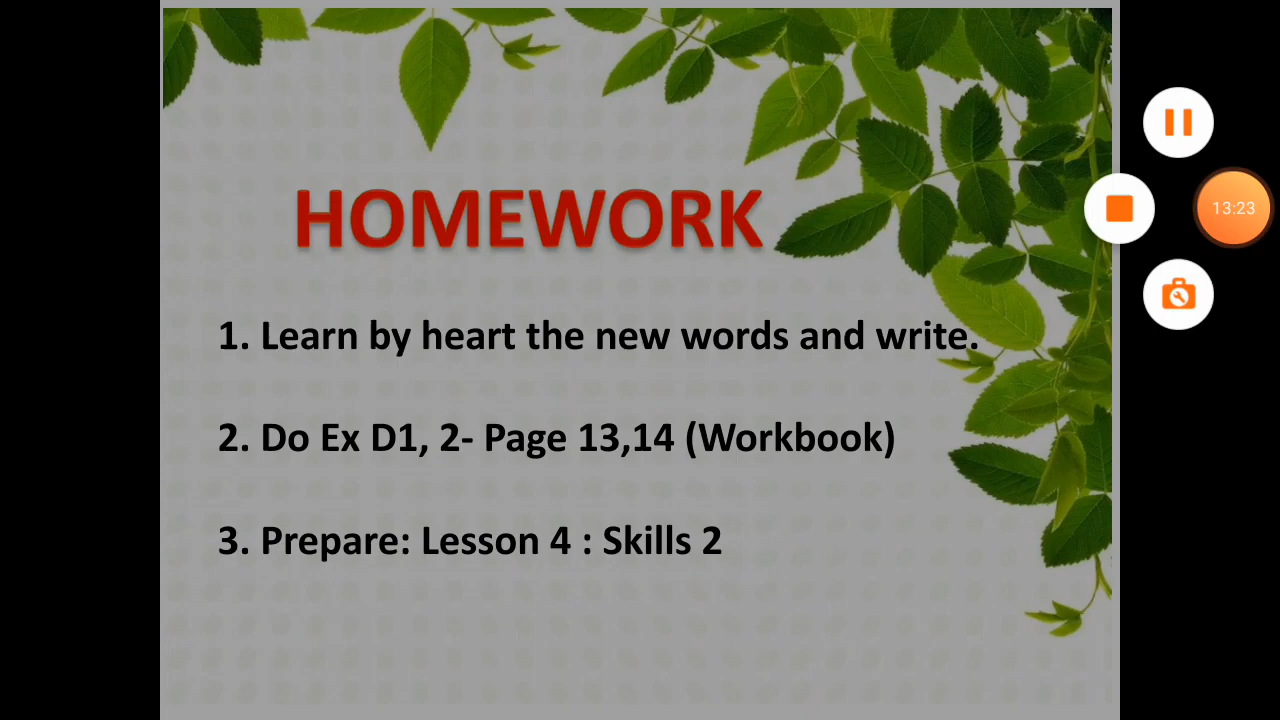 HOMEWORK
13:23
1. Learn by heart the new words and write.
2. Do Ex D1, 2- Page 13,14 (Workbook)
3. Prepare: Lesson 4 : Skills 2